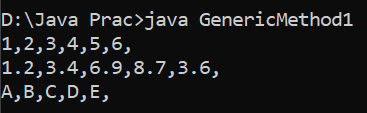 D:\Java Prac>java GenericMethod1
1,2,3,4,5,6,
1.2,3.4,6.9,8.7,3.6,
A,B,C,D,E,